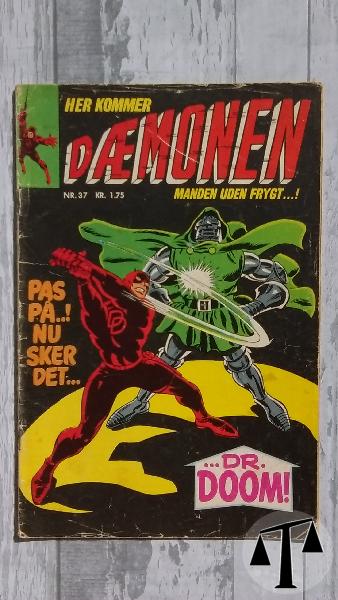 HER KOMMER
DÆMONEN
NR. 37 KR. 1.75
MANDEN UDEN FRYGT...!
PAS
PÅ..!
NU
SKER
DET...
...DR.
DOOM!